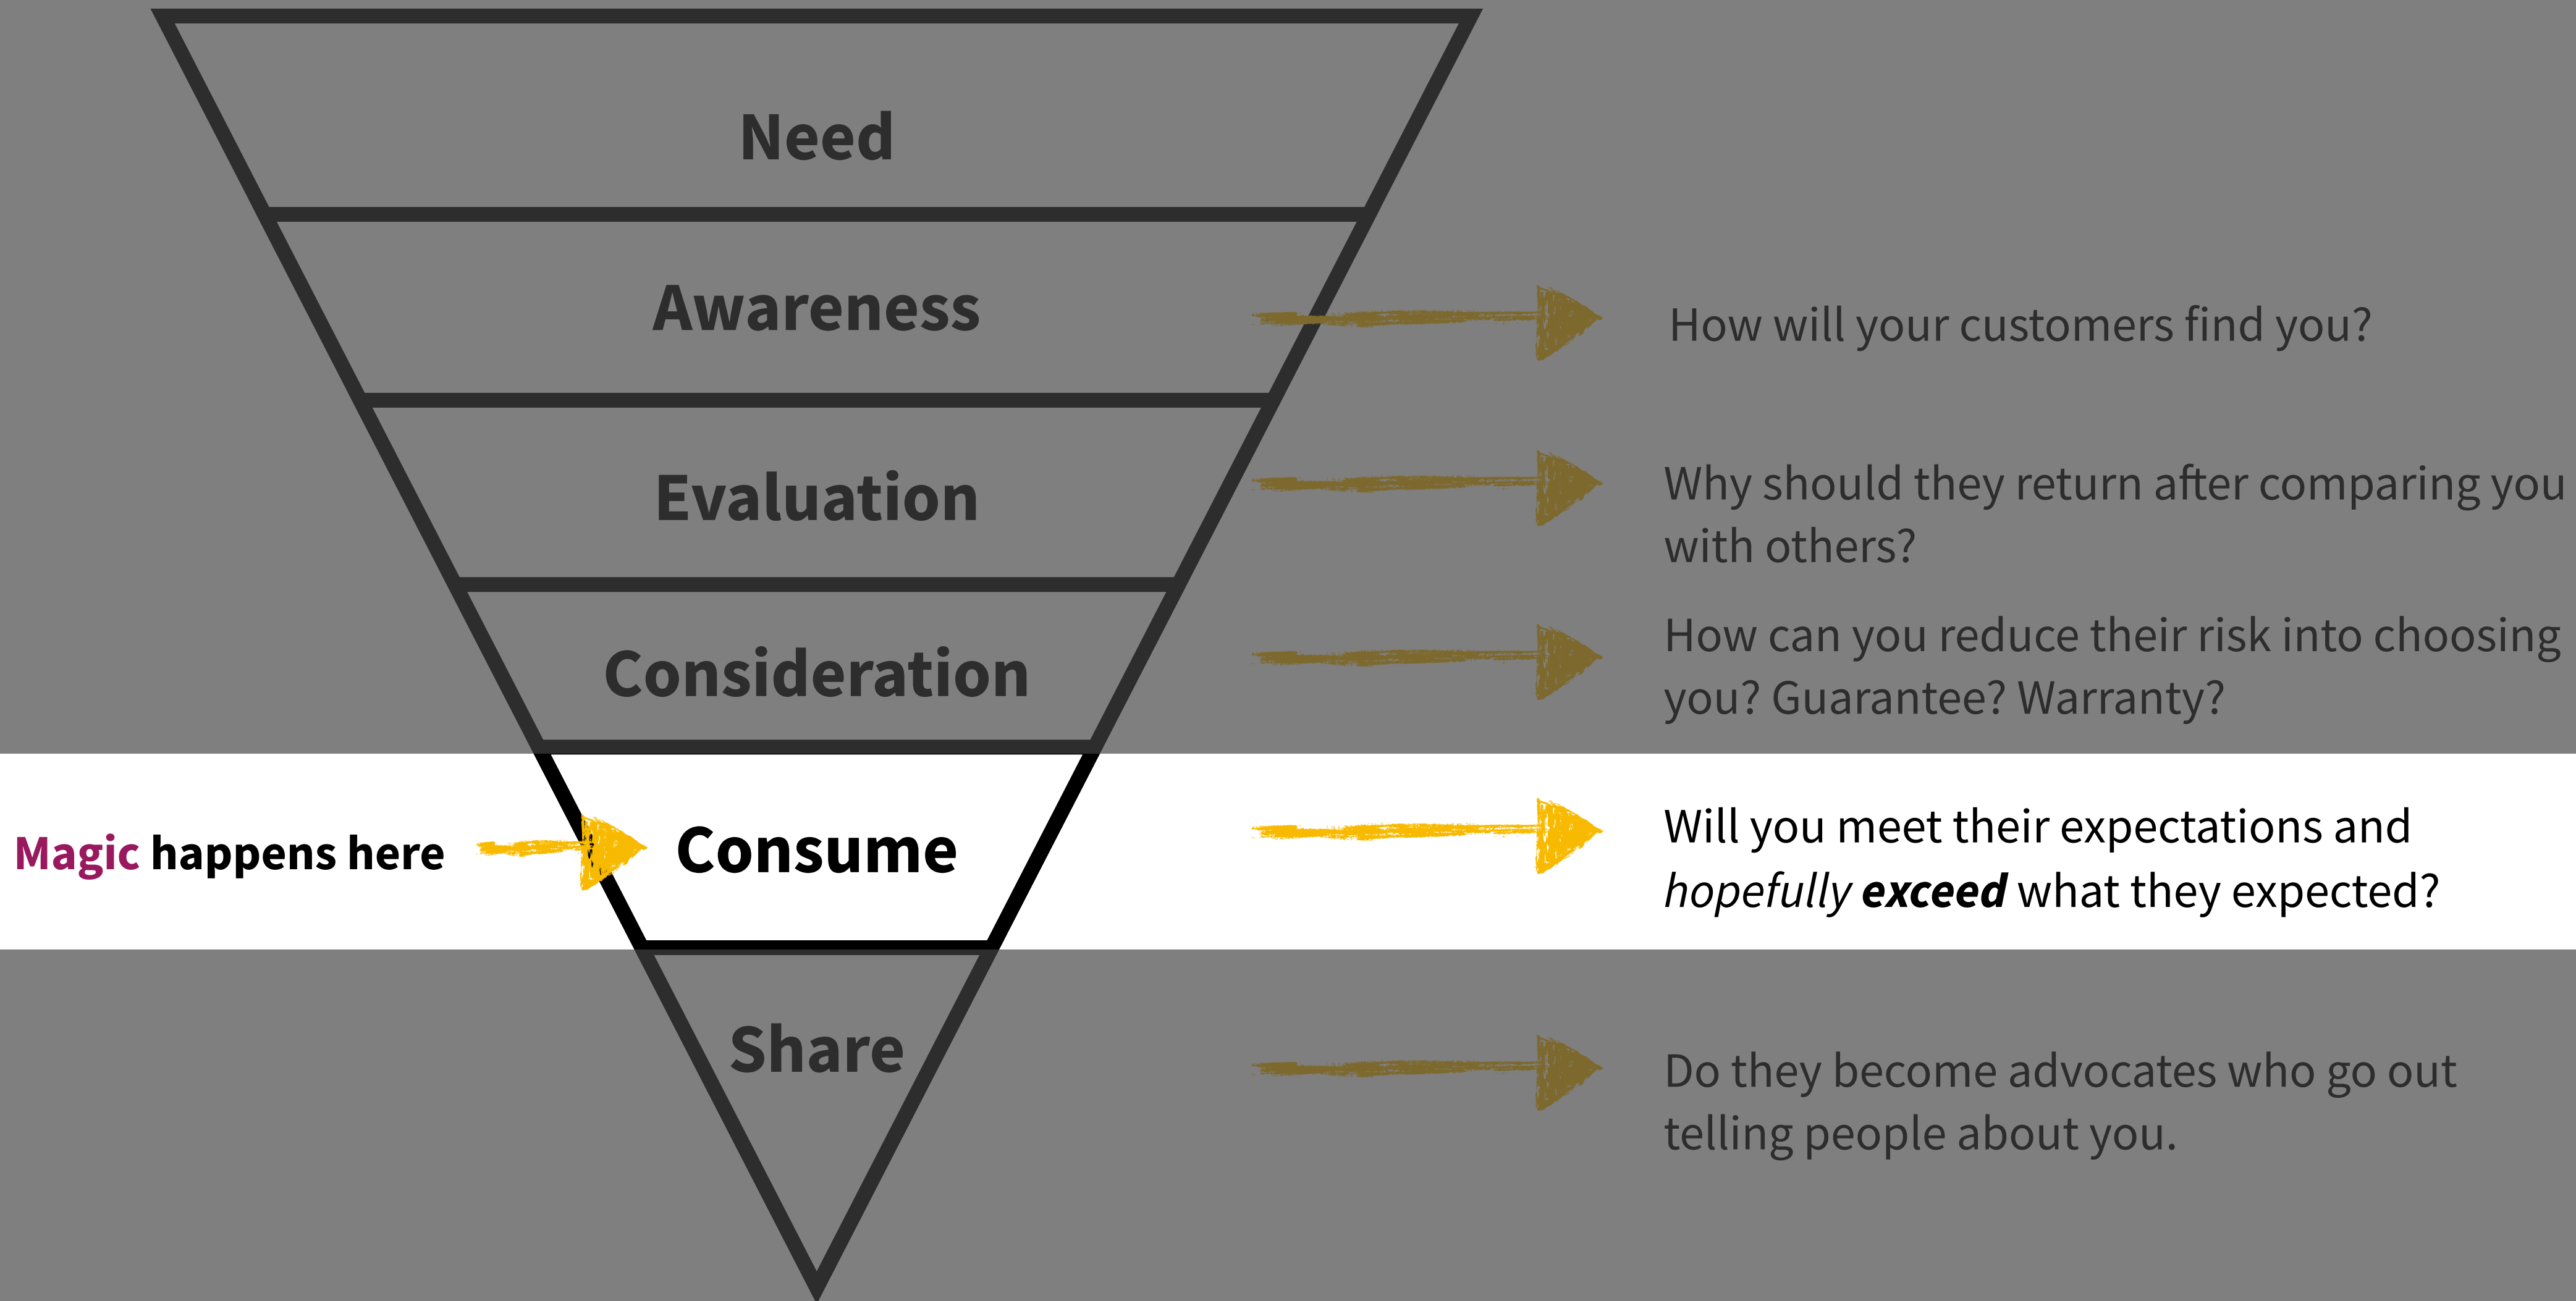 Need
Awareness
How will your customers find you?
Evaluation
Why should they return after comparing you
with others?
Consideration
How can you reduce their risk into choosing
you? Guarantee? Warranty?
Magic happens here
Consume
Will you meet their expectations and
hopefully exceed what they expected?
Share
Do they become advocates who go out
telling people about you.